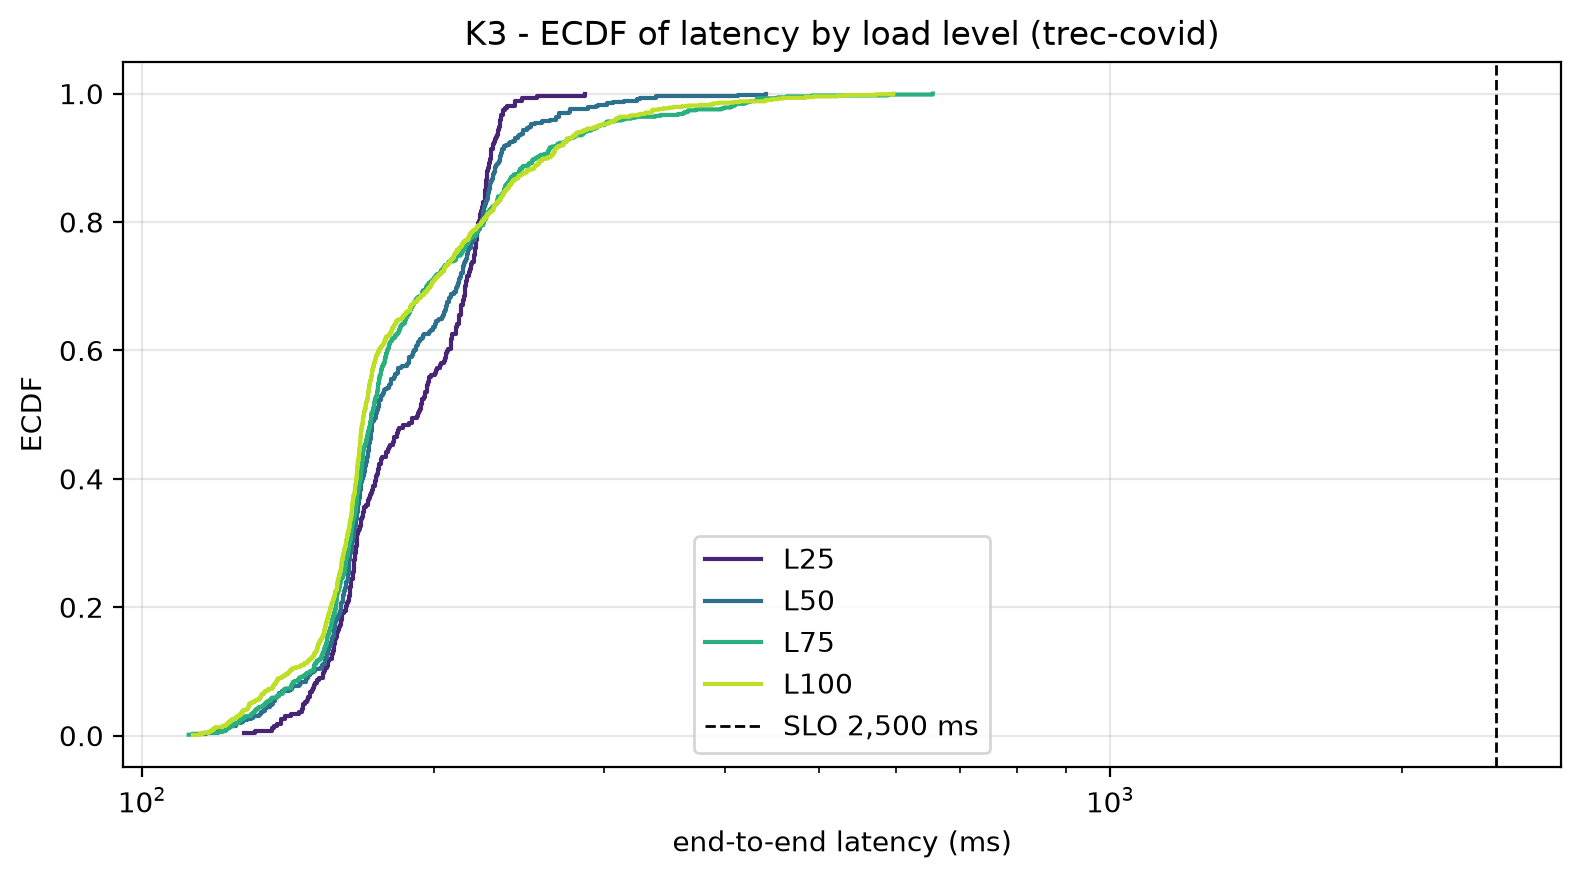 K3 - ECDF of latency by load level (trec-covid)
ECDF
1.0
0.8
0.6
0.4
0.2
0.0
L25
L50
L75
L100
SLO 2,500 ms
10²
10³
end-to-end latency (ms)